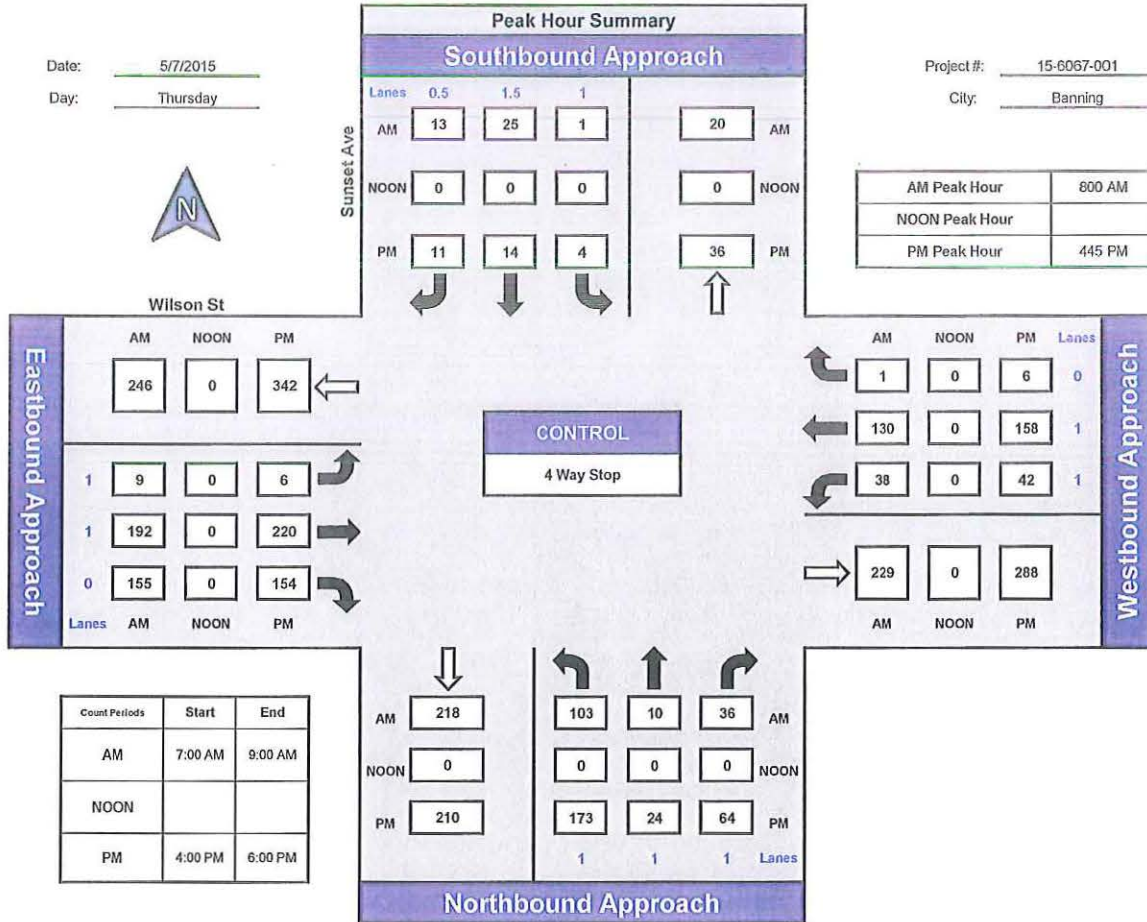 Peak Hour Summary
Southbound Approach
Date: 5/7/2015
Day: Thursday
Project #: 15-6067-001
City: Banning
Sunset Ave
Lanes 0.5 1.5 1
AM 13 25 1 20 AM
NOON 0 0 0 0 NOON
PM 11 14 4 36 PM
N
AM Peak Hour 800 AM
NOON Peak Hour
PM Peak Hour 445 PM
Wilson St
Eastbound Approach
AM NOON PM
246 0 342
1 9 0 6
1 192 0 220
0 155 0 154
Lanes AM NOON PM
CONTROL
4 Way Stop
AM NOON PM Lanes
1 0 6 0
130 0 158 1
38 0 42 1
229 0 288
AM NOON PM
Westbound Approach
Count Periods Start End
AM 7:00 AM 9:00 AM
NOON
PM 4:00 PM 6:00 PM
AM 218 103 10 36 AM
NOON 0 0 0 0 NOON
PM 210 173 24 64 PM
1 1 1 Lanes
Northbound Approach